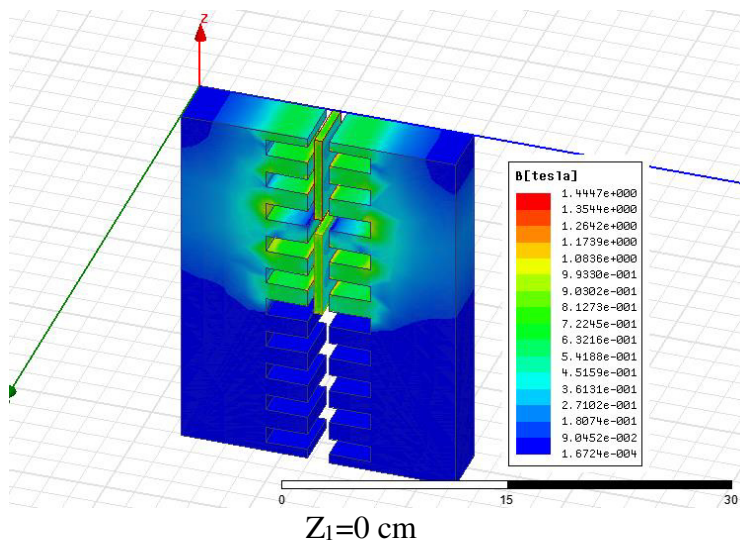 Z
B[tesla]
1.4447e+000
1.3544e+000
1.2642e+000
1.1739e+000
1.0836e+000
9.9330e-001
9.0302e-001
8.1273e-001
7.2245e-001
6.3216e-001
5.4188e-001
4.5159e-001
3.6131e-001
2.7102e-001
1.8074e-001
9.0452e-002
1.6724e-004
0 15 30
Z₁=0 cm